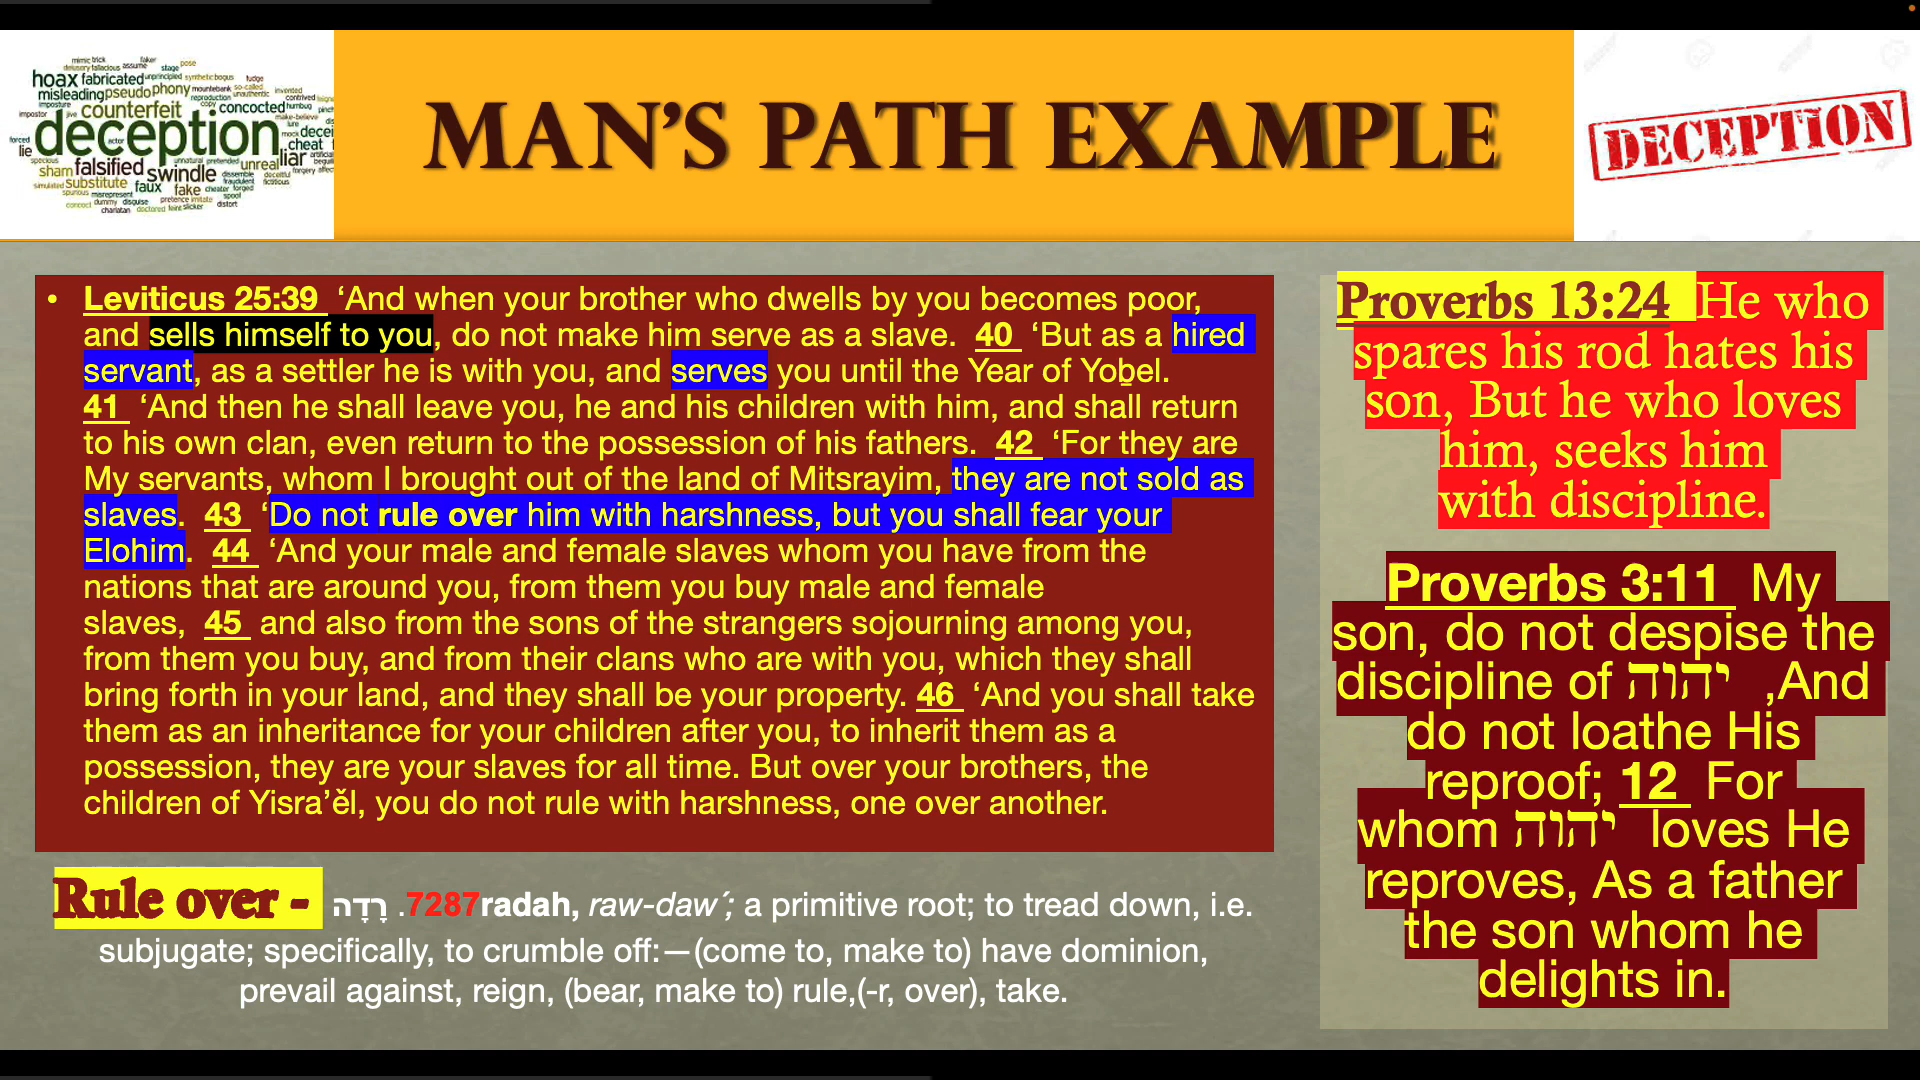 hoax fabricated
misleading pseudo phony
counterfeit concocted
deception
lie cheat
falsified unreal liar
sham swindle
substitute faux fake
MAN'S PATH EXAMPLE
DECEPTION
• Leviticus 25:39 ‘And when your brother who dwells by you becomes poor,
and sells himself to you, do not make him serve as a slave. 40 ‘But as a hired
servant, as a settler he is with you, and serves you until the Year of Yoḇel.
41 ‘And then he shall leave you, he and his children with him, and shall return
to his own clan, even return to the possession of his fathers. 42 ‘For they are
My servants, whom I brought out of the land of Mitsrayim, they are not sold as
slaves. 43 ‘Do not rule over him with harshness, but you shall fear your
Elohim. 44 ‘And your male and female slaves whom you have from the
nations that are around you, from them you buy male and female
slaves, 45 and also from the sons of the strangers sojourning among you,
from them you buy, and from their clans who are with you, which they shall
bring forth in your land, and they shall be your property. 46 ‘And you shall take
them as an inheritance for your children after you, to inherit them as a
possession, they are your slaves for all time. But over your brothers, the
children of Yisra’ĕl, you do not rule with harshness, one over another.
Rule over - רָדָה .7287radah, raw-daw´; a primitive root; to tread down, i.e.
subjugate; specifically, to crumble off:—(come to, make to) have dominion,
prevail against, reign, (bear, make to) rule,(-r, over), take.
Proverbs 13:24 He who
spares his rod hates his
son, But he who loves
him, seeks him
with discipline.
Proverbs 3:11 My
son, do not despise the
discipline of יהוה ,And
do not loathe His
reproof; 12 For
whom יהוה loves He
reproves, As a father
the son whom he
delights in.